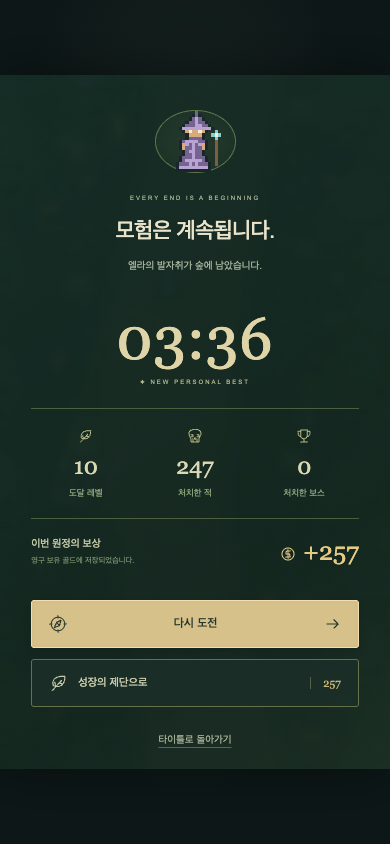 EVERY END IS A BEGINNING
모험은 계속됩니다.
엘라의 발자취가 숲에 남았습니다.
03:36
✦ NEW PERSONAL BEST
10
도달 레벨
247
처치한 적
0
처치한 보스
이번 원정의 보상
영구 보유 골드에 저장되었습니다.
+257
다시 도전
성장의 제단으로
257
타이틀로 돌아가기